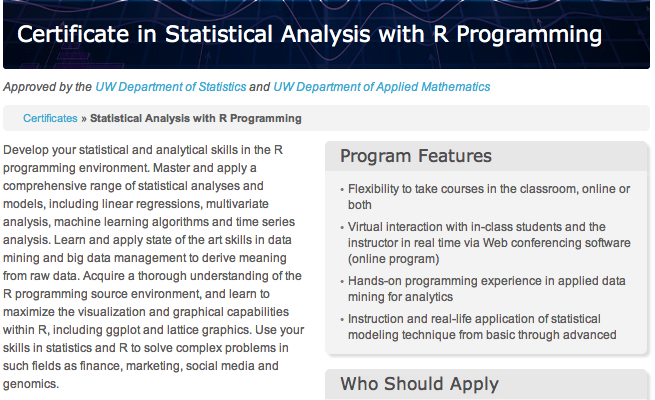 Certificate in Statistical Analysis with R Programming
Approved by the UW Department of Statistics and UW Department of Applied Mathematics
Certificates » Statistical Analysis with R Programming
Develop your statistical and analytical skills in the R
programming environment. Master and apply a
comprehensive range of statistical analyses and
models, including linear regressions, multivariate
analysis, machine learning algorithms and time series
analysis. Learn and apply state of the art skills in data
mining and big data management to derive meaning
from raw data. Acquire a thorough understanding of the
R programming source environment, and learn to
maximize the visualization and graphical capabilities
within R, including ggplot and lattice graphics. Use your
skills in statistics and R to solve complex problems in
such fields as finance, marketing, social media and
genomics.
Program Features
• Flexibility to take courses in the classroom, online or
both
• Virtual interaction with in-class students and the
instructor in real time via Web conferencing software
(online program)
• Hands-on programming experience in applied data
mining for analytics
• Instruction and real-life application of statistical
modeling technique from basic through advanced
Who Should Apply